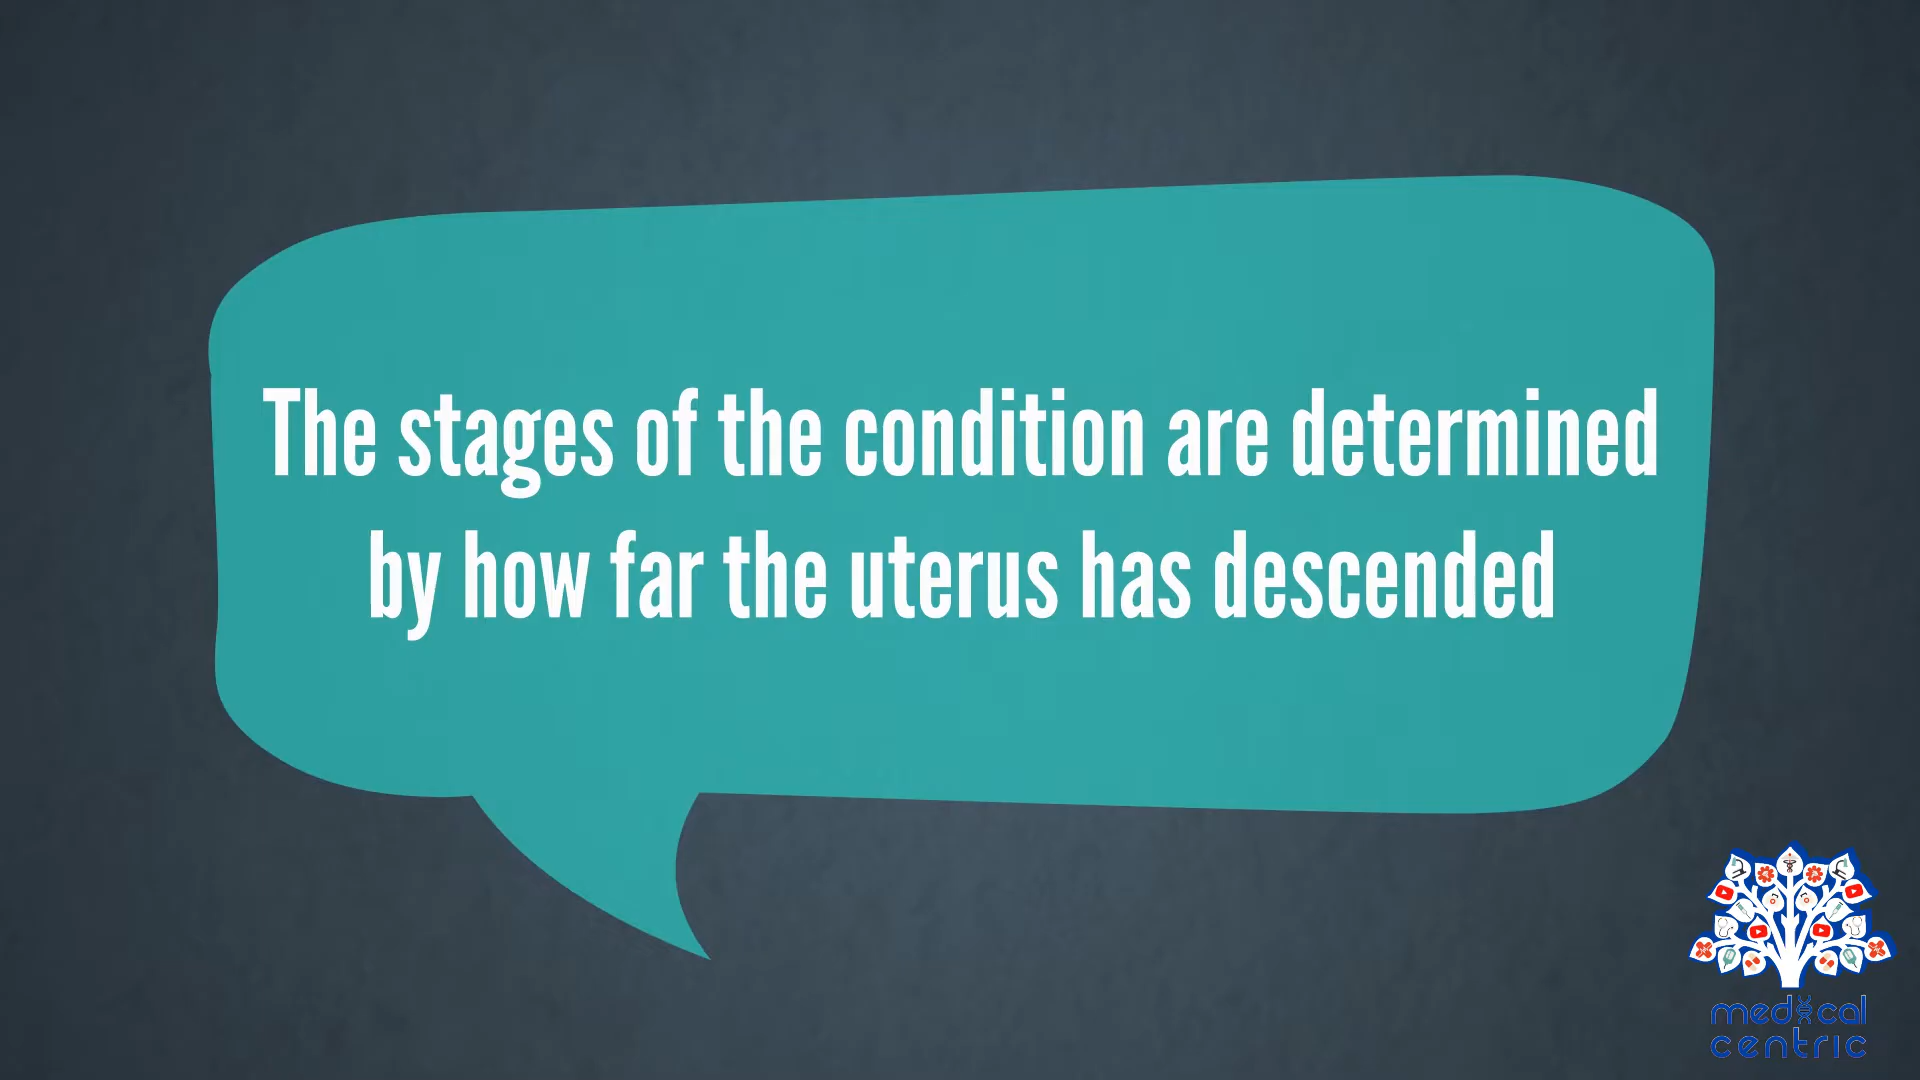 The stages of the condition are determined
by how far the uterus has descended
medical
centric